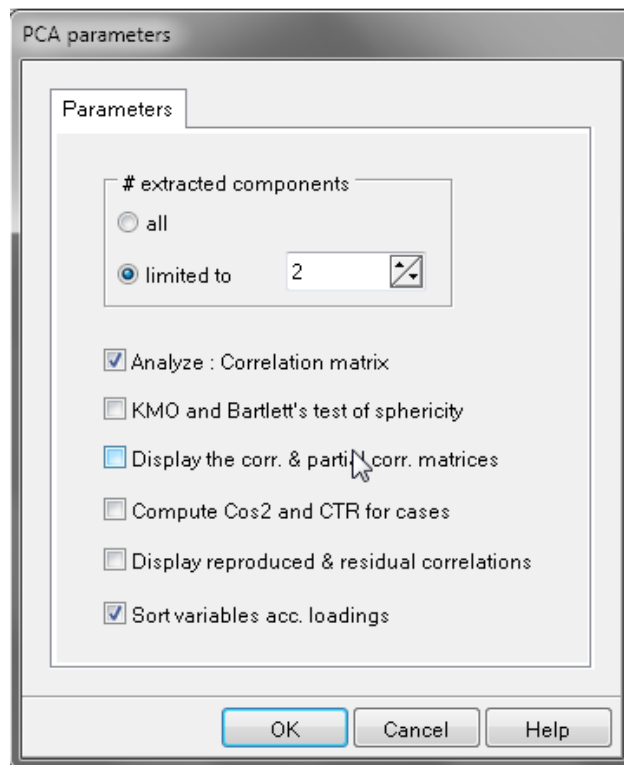 PCA parameters
Parameters
# extracted components
all
limited to 2
Analyze : Correlation matrix
KMO and Bartlett's test of sphericity
Display the corr. & partial corr. matrices
Compute Cos2 and CTR for cases
Display reproduced & residual correlations
Sort variables acc. loadings
OK Cancel Help